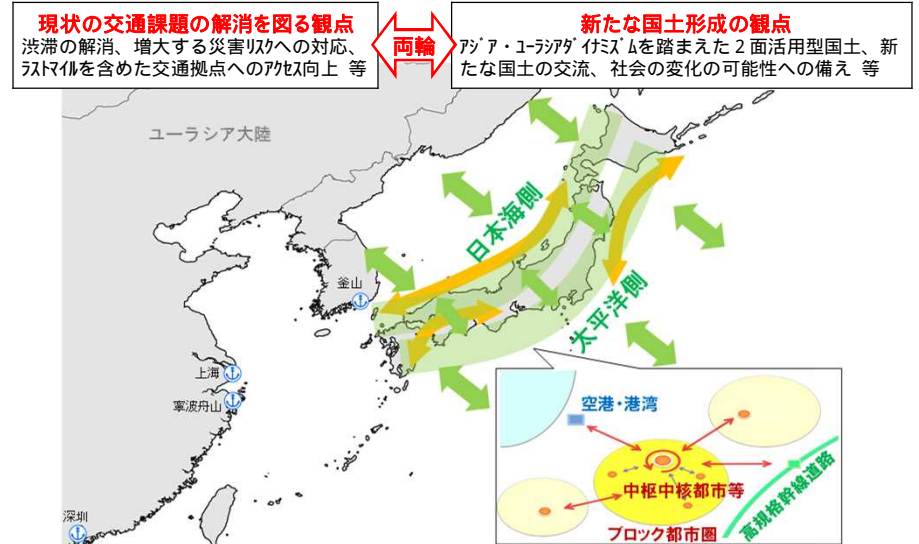 現状の交通課題の解消を図る観点
渋滞の解消、増大する災害ﾘｽｸへの対応、
ﾗｽﾄﾏｲﾙを含めた交通拠点へのｱｸｾｽ向上 等
両輪
新たな国土形成の観点
ｱｼﾞｱ・ﾕｰﾗｼｱﾀﾞｲﾅﾐｽﾞﾑを踏まえた２面活用型国土、新
たな国土の交流、社会の変化の可能性への備え 等
ユーラシア大陸
日本海側
釜山
太平洋側
上海
寧波舟山
深圳
空港・港湾
中枢中核都市等
ブロック都市圏
高規格幹線道路